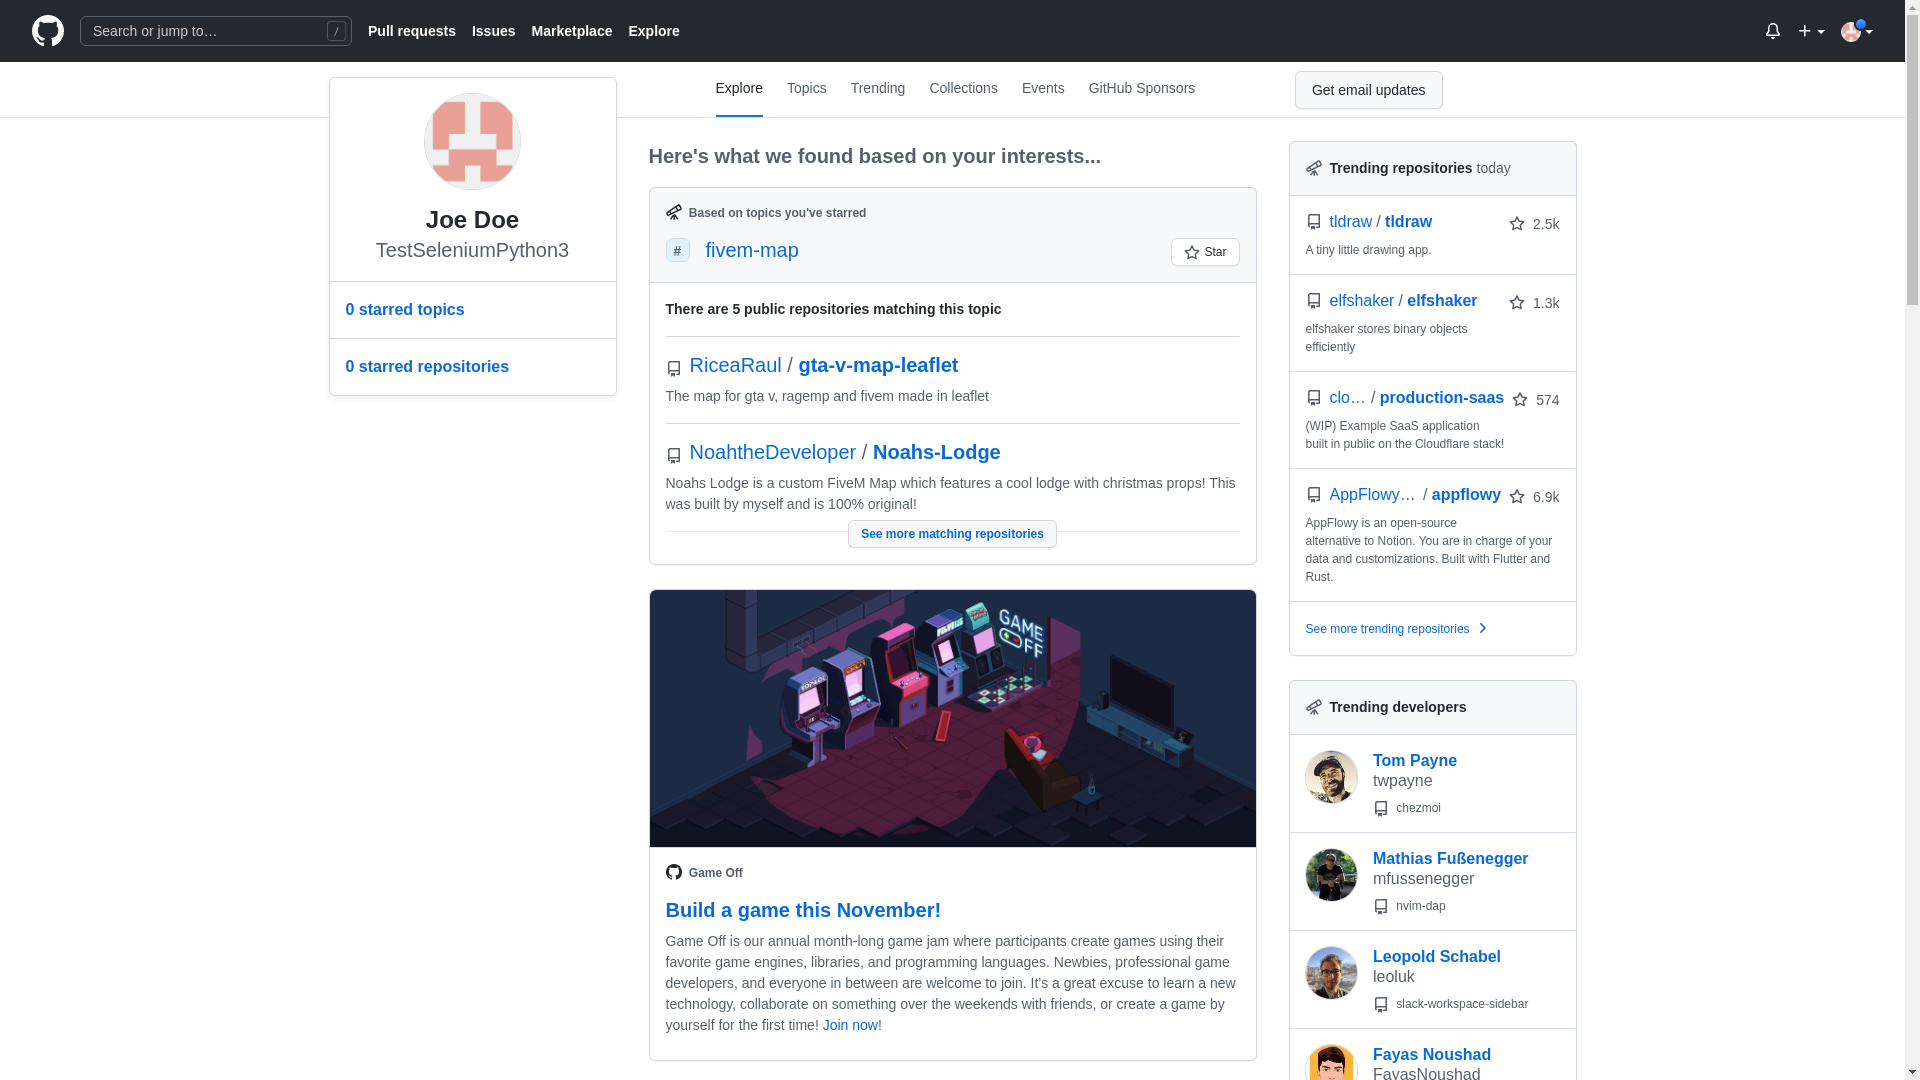 Search or jump to…
/
Pull requests
Issues
Marketplace
Explore
Joe Doe
TestSeleniumPython3
0 starred topics
0 starred repositories
Explore
Topics
Trending
Collections
Events
GitHub Sponsors
Get email updates
Here's what we found based on your interests...
Based on topics you've starred
# fivem-map
Star
There are 5 public repositories matching this topic
RiceaRaul / gta-v-map-leaflet
The map for gta v, ragemp and fivem made in leaflet
NoahtheDeveloper / Noahs-Lodge
Noahs Lodge is a custom FiveM Map which features a cool lodge with christmas props! This
was built by myself and is 100% original!
See more matching repositories
GAME
OFF
Game Off
Build a game this November!
Game Off is our annual month-long game jam where participants create games using their
favorite game engines, libraries, and programming languages. Newbies, professional game
developers, and everyone in between are welcome to join. It’s a great excuse to learn a new
technology, collaborate on something over the weekends with friends, or create a game by
yourself for the first time! Join now!
Trending repositories today
tldraw / tldraw
2.5k
A tiny little drawing app.
elfshaker / elfshaker
1.3k
elfshaker stores binary objects
efficiently
clo… / production-saas
574
(WIP) Example SaaS application
built in public on the Cloudflare stack!
AppFlowy… / appflowy
6.9k
AppFlowy is an open-source
alternative to Notion. You are in charge of your
data and customizations. Built with Flutter and
Rust.
See more trending repositories
Trending developers
Tom Payne
twpayne
chezmoi
Mathias Fußenegger
mfussenegger
nvim-dap
Leopold Schabel
leoluk
slack-workspace-sidebar
Fayas Noushad
FayasNoushad